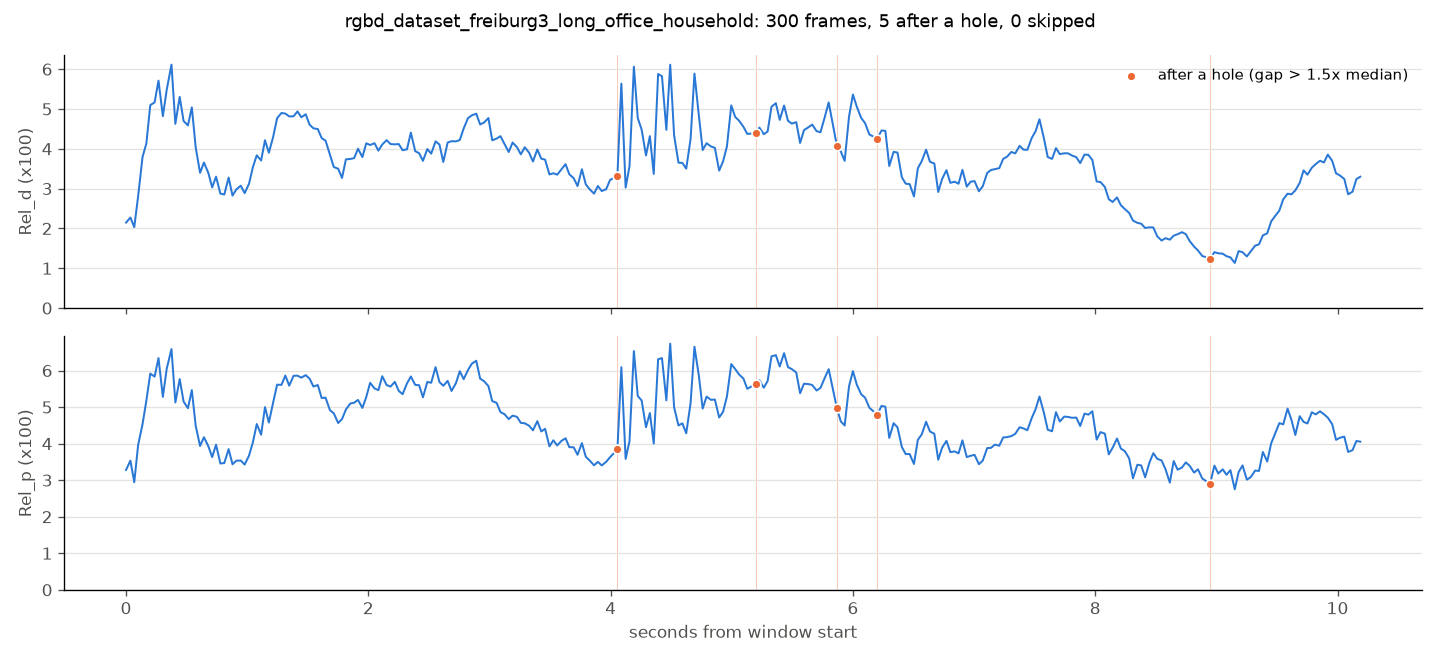 rgbd_dataset_freiburg3_long_office_household: 300 frames, 5 after a hole, 0 skipped
after a hole (gap > 1.5x median)
Rel_d (x100)
6
5
4
3
2
1
0
Rel_p (x100)
6
5
4
3
2
1
0
0 2 4 6 8 10
seconds from window start